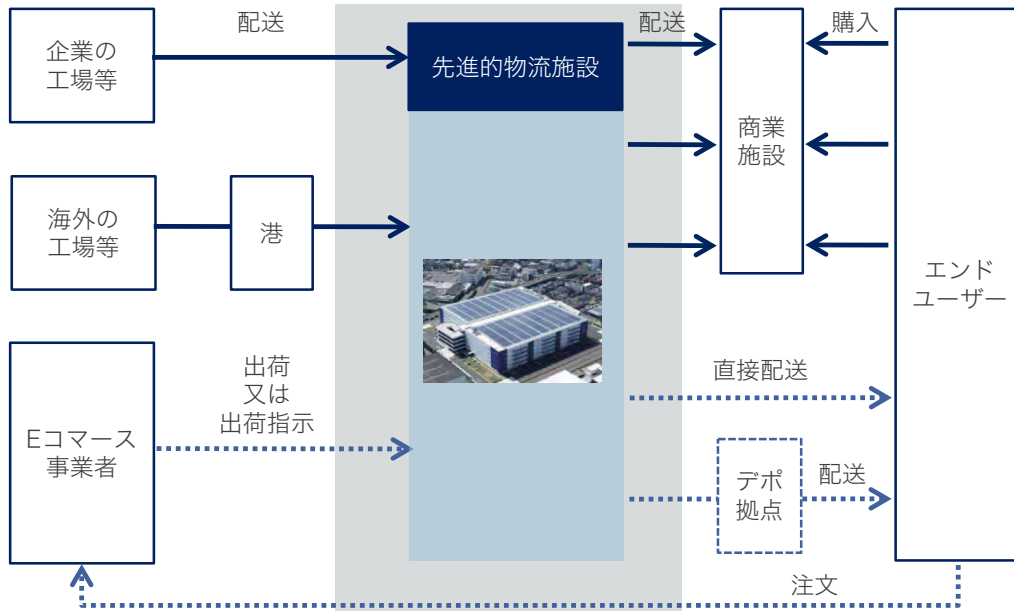 配送
配送
購入
企業の
工場等
先進的物流施設
商業
施設
海外の
工場等
港
エンド
ユーザー
出荷
又は
出荷指示
直接配送
Eコマース
事業者
デポ
拠点
配送
注文